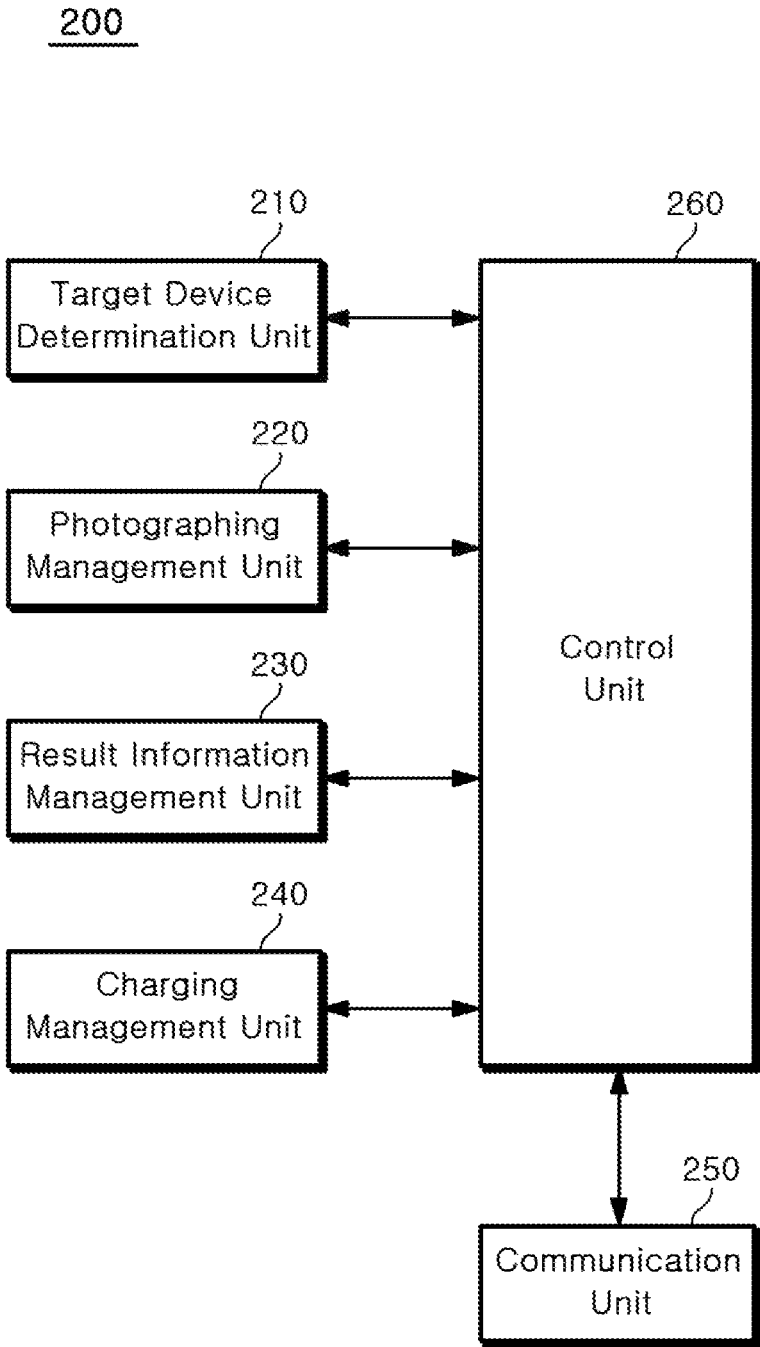 200
210
Target Device
Determination Unit
260
220
Photographing
Management Unit
Control
Unit
230
Result Information
Management Unit
240
Charging
Management Unit
250
Communication
Unit